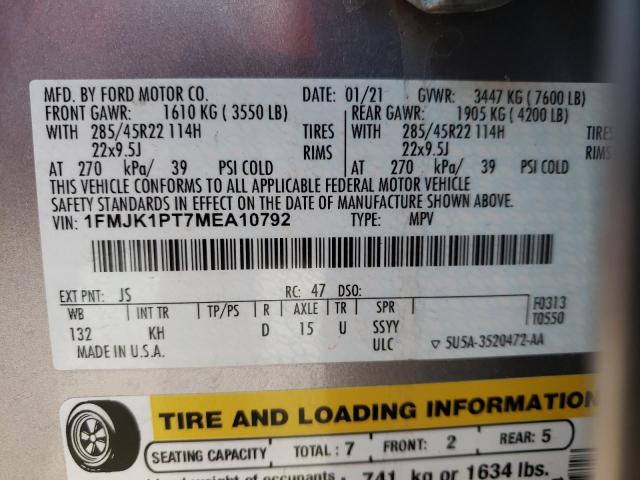 MFD. BY FORD MOTOR CO. DATE: 01/21 GVWR: 3447 KG ( 7600 LB)
FRONT GAWR: 1610 KG ( 3550 LB) REAR GAWR: 1905 KG ( 4200 LB)
WITH 285/45R22 114H TIRES WITH 285/45R22 114H TIRES
22x9.5J RIMS 22x9.5J RIMS
AT 270 kPa/ 39 PSI COLD AT 270 kPa/ 39 PSI COLD
THIS VEHICLE CONFORMS TO ALL APPLICABLE FEDERAL MOTOR VEHICLE
SAFETY STANDARDS IN EFFECT ON THE DATE OF MANUFACTURE SHOWN ABOVE.
VIN: 1FMJK1PT7MEA10792 TYPE: MPV
EXT PNT: JS RC: 47 DSO:
WB INT TR TP/PS R AXLE TR SPR F0313
132 KH D 15 U SSYY T0550
MADE IN U.S.A. ULC ▽ 5U5A-3520472-AA
TIRE AND LOADING INFORMATION
SEATING CAPACITY TOTAL: 7 FRONT: 2 REAR: 5
weight of occupants 741 kg or 1634 lbs.